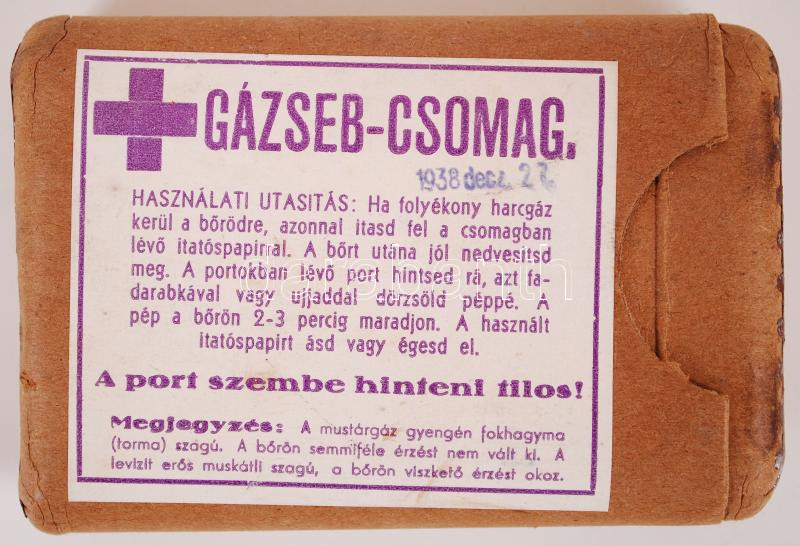 GÁZSEB-CSOMAG.
1938 dec. 27.
HASZNÁLATI UTASITÁS: Ha folyékony harcgáz
kerül a bőrödre, azonnal itasd fel a csomagban
lévő itatóspapirral. A bőrt utána jól nedvesitsd
meg. A portokban lévő port hintsed rá, azt fa-
darabkával vagy ujjaddal dörzsöld péppé. A
pép a bőrön 2-3 percig maradjon. A használt
itatóspapirt ásd vagy égesd el.
A port szembe hinteni tilos!
Megjegyzés: A mustárgáz gyengén fokhagyma
(torma) szagú. A bőrön semmiféle érzést nem vált ki. A
levizit erős muskátli szagú, a bőrön viszkető érzést okoz.
darabanth